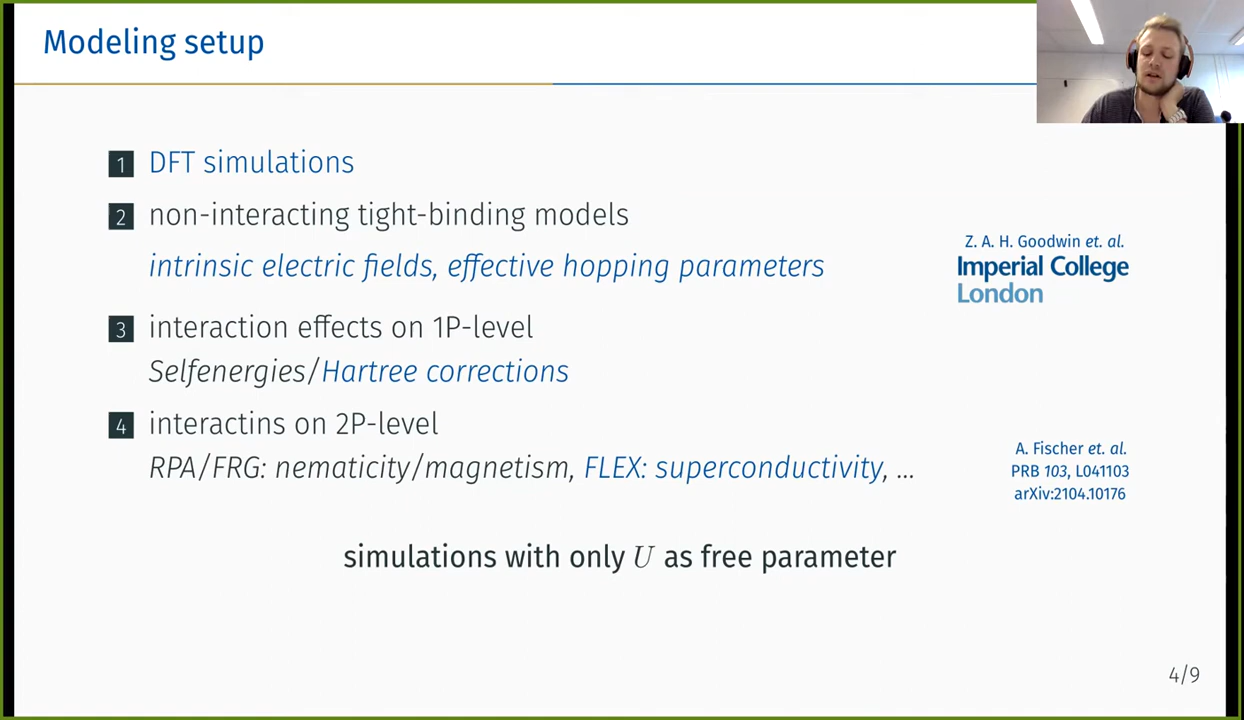 Modeling setup
1 DFT simulations
2 non-interacting tight-binding models
intrinsic electric fields, effective hopping parameters
Z. A. H. Goodwin et. al.
Imperial College
London
3 interaction effects on 1P-level
Selfenergies/Hartree corrections
4 interactins on 2P-level
RPA/FRG: nematicity/magnetism, FLEX: superconductivity, ...
A. Fischer et. al.
PRB 103, L041103
arXiv:2104.10176
simulations with only U as free parameter
4/9